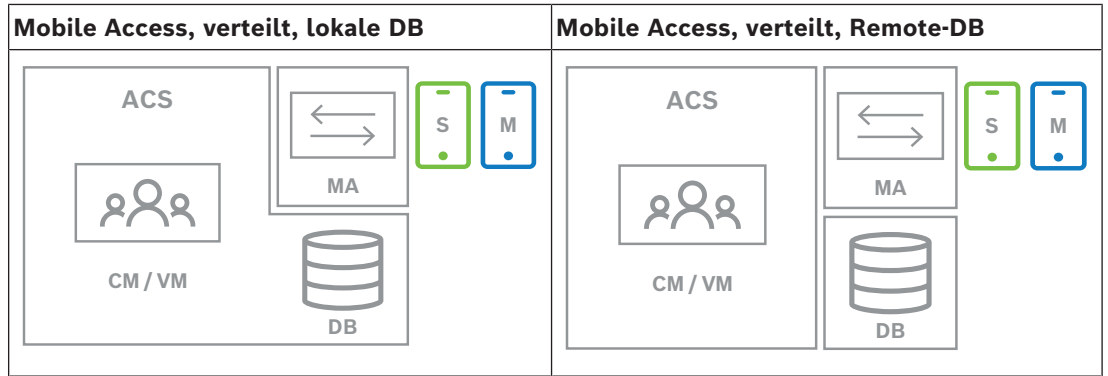 Mobile Access, verteilt, lokale DB
ACS
S
M
MA
CM / VM
DB
Mobile Access, verteilt, Remote-DB
ACS
S
M
MA
CM / VM
DB